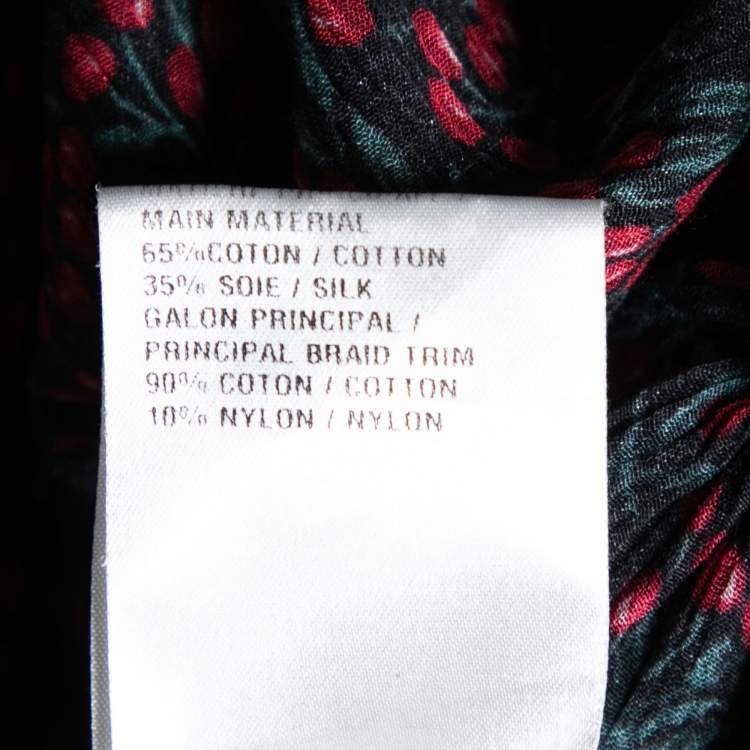 MAIN MATERIAL
65% COTON / COTTON
35% SOIE / SILK
GALON PRINCIPAL /
PRINCIPAL BRAID TRIM
90% COTON / COTTON
10% NYLON / NYLON